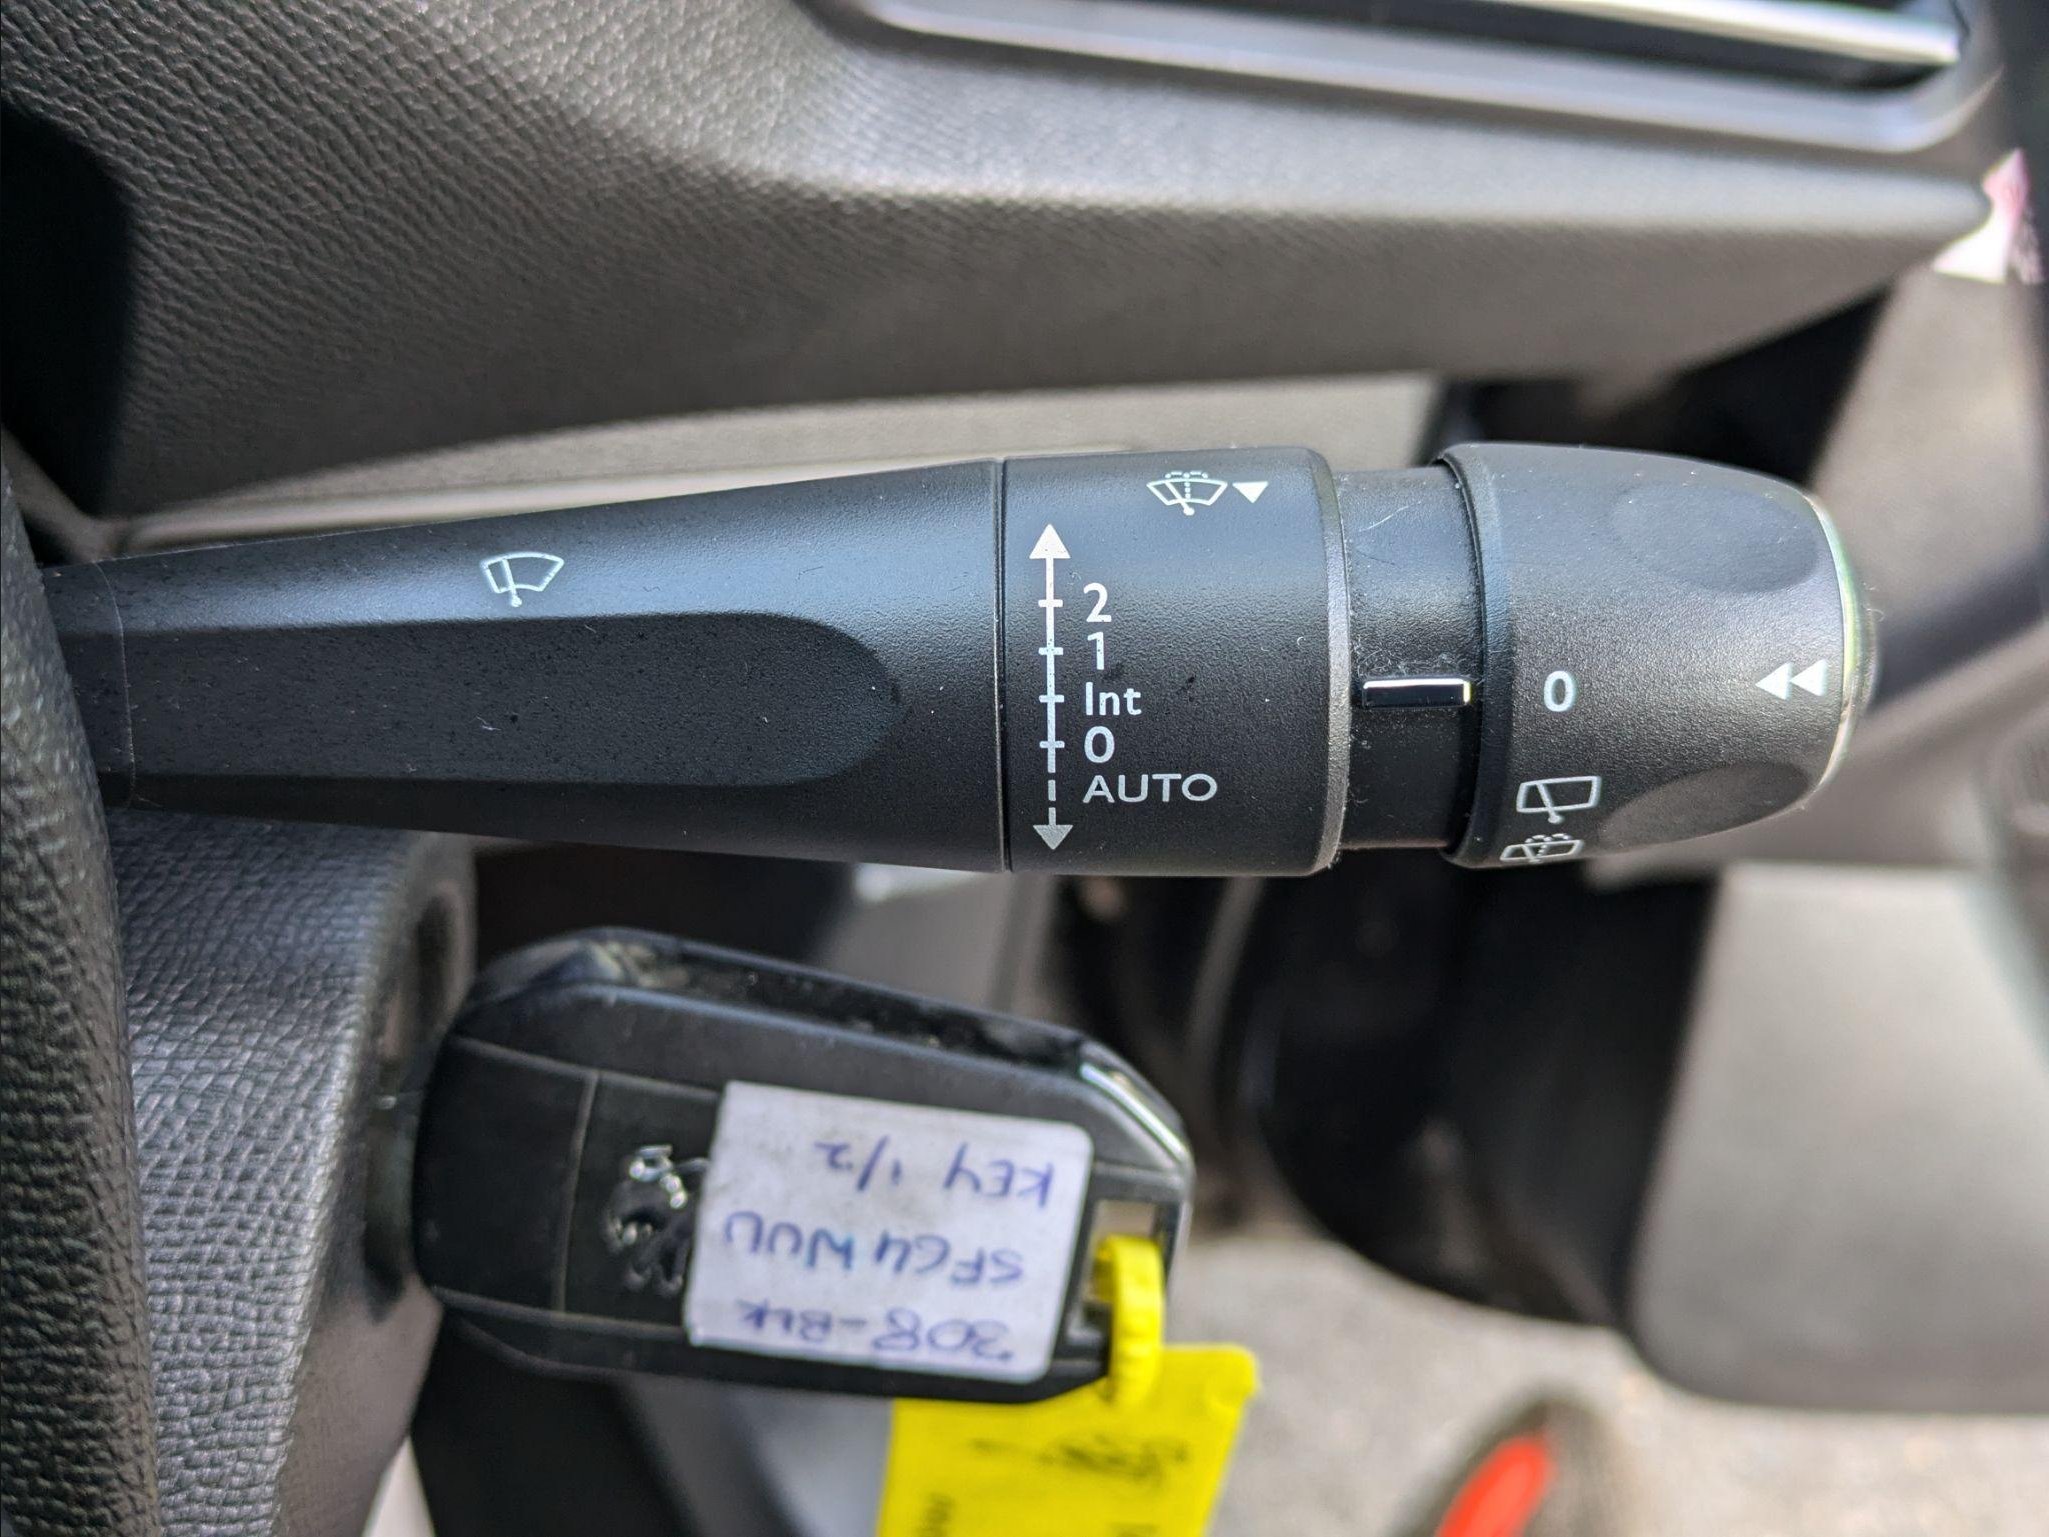 2
1
Int
0
AUTO
0
308-BLK
SF64 WUU
KEY 1/2